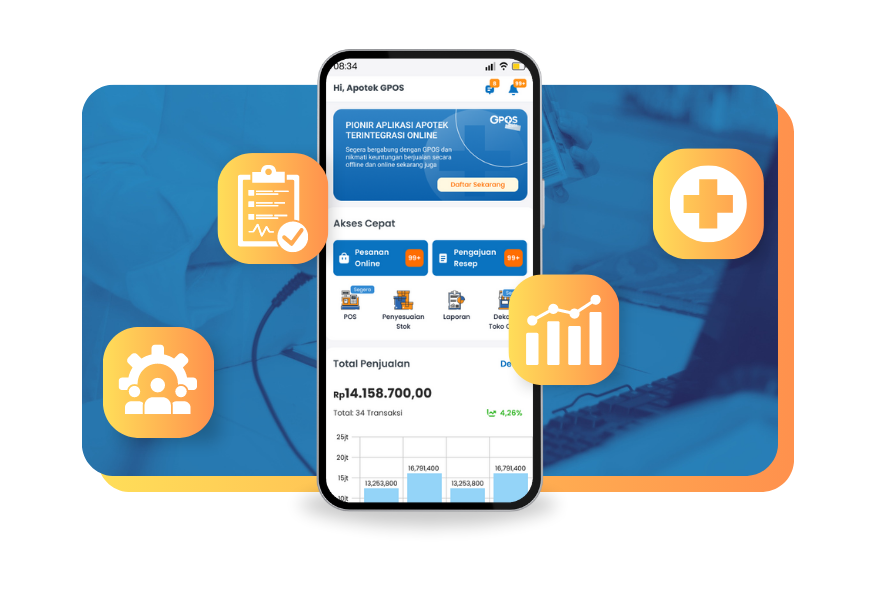 08:34
Hi, Apotek GPOS
8
99+
PIONIR APLIKASI APOTEK
TERINTEGRASI ONLINE
GPOS
Segera bergabung dengan GPOS dan
nikmati keuntungan berjualan secara
offline dan online sekarang juga
Daftar Sekarang
Akses Cepat
Pesanan
Online
99+
Pengajuan
Resep
99+
Segera
POS
Penyesuaian
Stok
Laporan
Toko
Total Penjualan
Rp14.158.700,00
Total: 34 Transaksi
4,26%
25jt
20jt
15jt
10jt
13,253,800
16,791,400
13,253,800
16,791,400